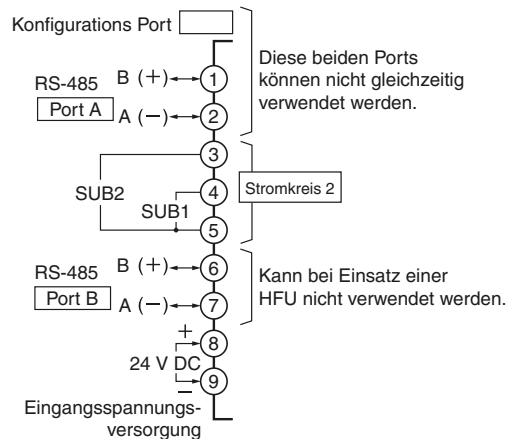 Konfigurations Port
Diese beiden Ports
können nicht gleichzeitig
verwendet werden.
RS-485
Port A
B (+)
1
A (−)
2
3
SUB2
4
Stromkreis 2
SUB1
5
RS-485
Port B
B (+)
6
A (−)
7
Kann bei Einsatz einer
HFU nicht verwendet werden.
+
8
24 V DC
−
9
Eingangsspannungs-
versorgung